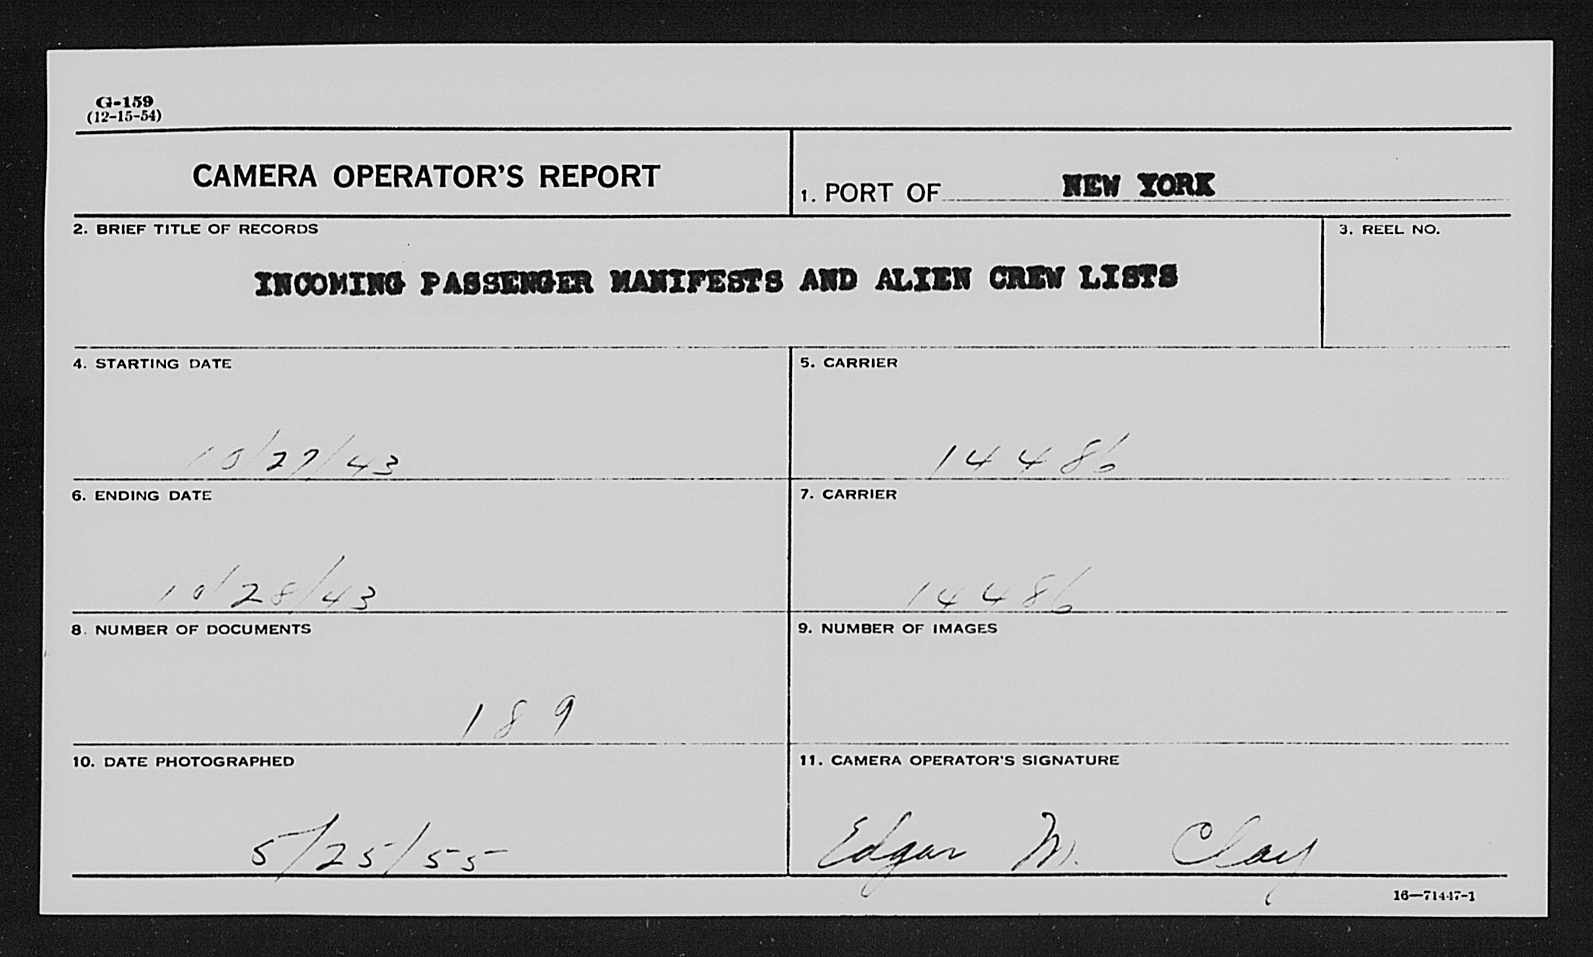 G-159
(12-15-54)
CAMERA OPERATOR'S REPORT
1. PORT OF NEW YORK
2. BRIEF TITLE OF RECORDS
3. REEL NO.
INCOMING PASSENGER MANIFESTS AND ALIEN CREW LISTS
4. STARTING DATE
5. CARRIER
10/27/43
14486
6. ENDING DATE
7. CARRIER
10/28/43
14486
8. NUMBER OF DOCUMENTS
9. NUMBER OF IMAGES
189
10. DATE PHOTOGRAPHED
11. CAMERA OPERATOR'S SIGNATURE
5/25/55
Edgar M. Clay
16—71447-1